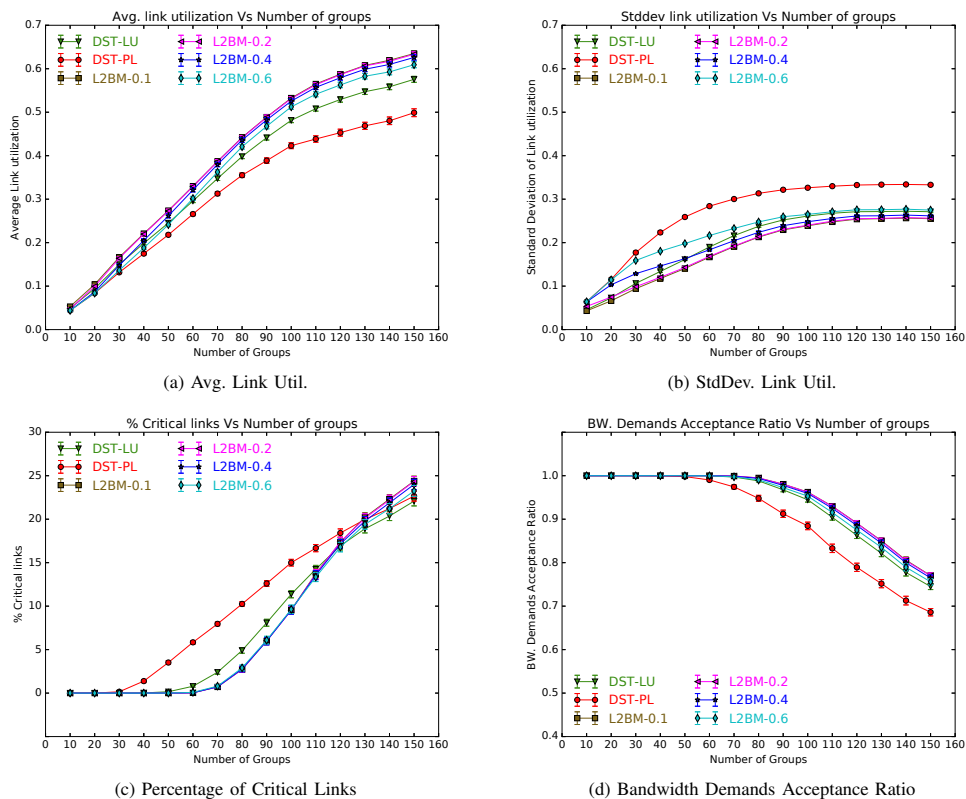 Avg. link utilization Vs Number of groups
Average Link utilization
0.7
0.6
0.5
0.4
0.3
0.2
0.1
0.0
DST-LU
DST-PL
L2BM-0.1
L2BM-0.2
L2BM-0.4
L2BM-0.6
0 10 20 30 40 50 60 70 80 90 100 110 120 130 140 150 160
Number of Groups
(a) Avg. Link Util.
Stddev link utilization Vs Number of groups
Standard Deviation of Link utilization
0.7
0.6
0.5
0.4
0.3
0.2
0.1
0.0
DST-LU
DST-PL
L2BM-0.1
L2BM-0.2
L2BM-0.4
L2BM-0.6
0 10 20 30 40 50 60 70 80 90 100 110 120 130 140 150 160
Number of Groups
(b) StdDev. Link Util.
% Critical links Vs Number of groups
% Critical links
30
25
20
15
10
5
0
DST-LU
DST-PL
L2BM-0.1
L2BM-0.2
L2BM-0.4
L2BM-0.6
0 10 20 30 40 50 60 70 80 90 100 110 120 130 140 150 160
Number of Groups
(c) Percentage of Critical Links
BW. Demands Acceptance Ratio Vs Number of groups
BW. Demands Acceptance Ratio
1.0
0.9
0.8
0.7
0.6
0.5
0.4
DST-LU
DST-PL
L2BM-0.1
L2BM-0.2
L2BM-0.4
L2BM-0.6
0 10 20 30 40 50 60 70 80 90 100 110 120 130 140 150 160
Number of Groups
(d) Bandwidth Demands Acceptance Ratio